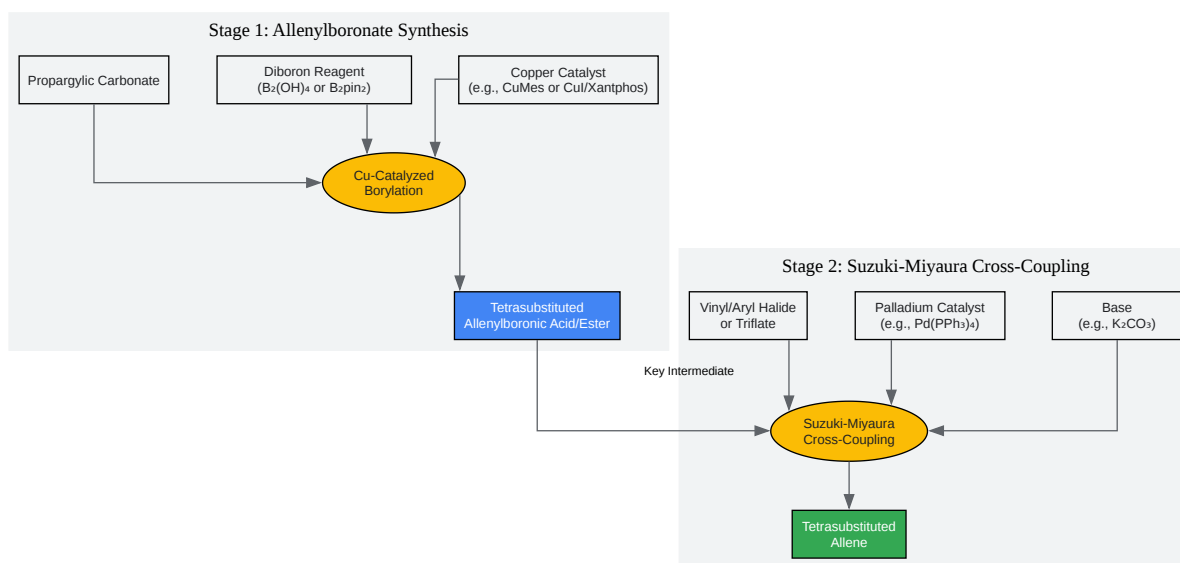 Stage 1: Allenylboronate Synthesis
Propargylic Carbonate
Diboron Reagent
(B₂(OH)₄ or B₂pin₂)
Copper Catalyst
(e.g., CuMes or CuI/Xantphos)
Cu-Catalyzed
Borylation
Tetrasubstituted
Allenylboronic Acid/Ester
Key Intermediate
Stage 2: Suzuki-Miyaura Cross-Coupling
Vinyl/Aryl Halide
or Triflate
Palladium Catalyst
(e.g., Pd(PPh₃)₄)
Base
(e.g., K₂CO₃)
Suzuki-Miyaura
Cross-Coupling
Tetrasubstituted
Allene